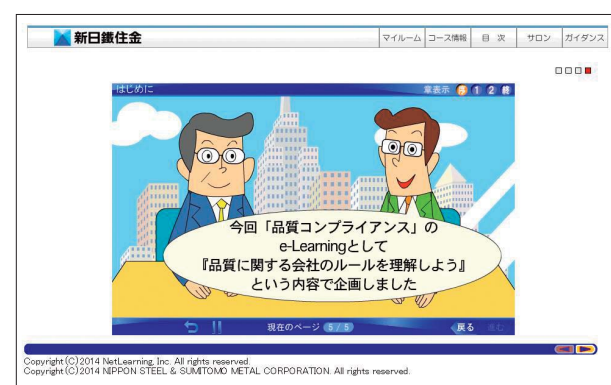 新日鐵住金
マイルーム コース情報 目 次 サロン ガイダンス
はじめに
章表示 序 1 2 終
今回「品質コンプライアンス」の
e-Learningとして
『品質に関する会社のルールを理解しよう』
という内容で企画しました
現在のページ 5 / 5
戻る 進む
Copyright (C) 2014 NetLearning, Inc. All rights reserved.
Copyright (C) 2014 NIPPON STEEL & SUMITOMO METAL CORPORATION. All rights reserved.